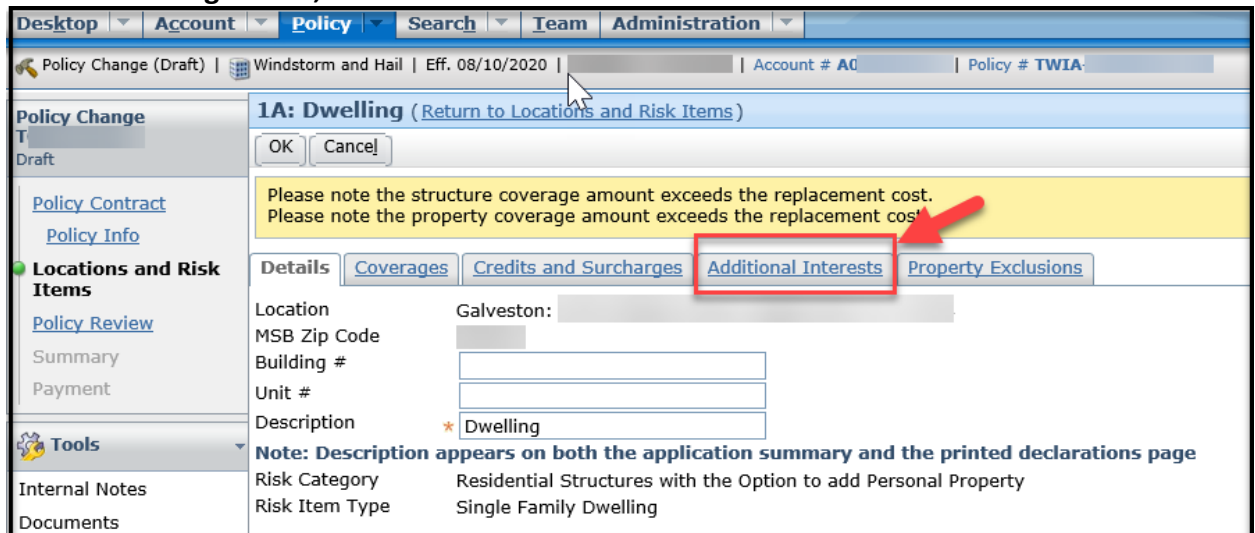 Desktop Account Policy Search Team Administration
Policy Change (Draft) | Windstorm and Hail | Eff. 08/10/2020 | | Account # A0 | Policy # TWIA-
Policy Change
T
Draft
Policy Contract
Policy Info
Locations and Risk
Items
Policy Review
Summary
Payment
Tools
Internal Notes
Documents
1A: Dwelling (Return to Locations and Risk Items)
OK Cancel
Please note the structure coverage amount exceeds the replacement cost.
Please note the property coverage amount exceeds the replacement cost
Details Coverages Credits and Surcharges Additional Interests Property Exclusions
Location Galveston:
MSB Zip Code
Building #
Unit #
Description * Dwelling
Note: Description appears on both the application summary and the printed declarations page
Risk Category Residential Structures with the Option to add Personal Property
Risk Item Type Single Family Dwelling